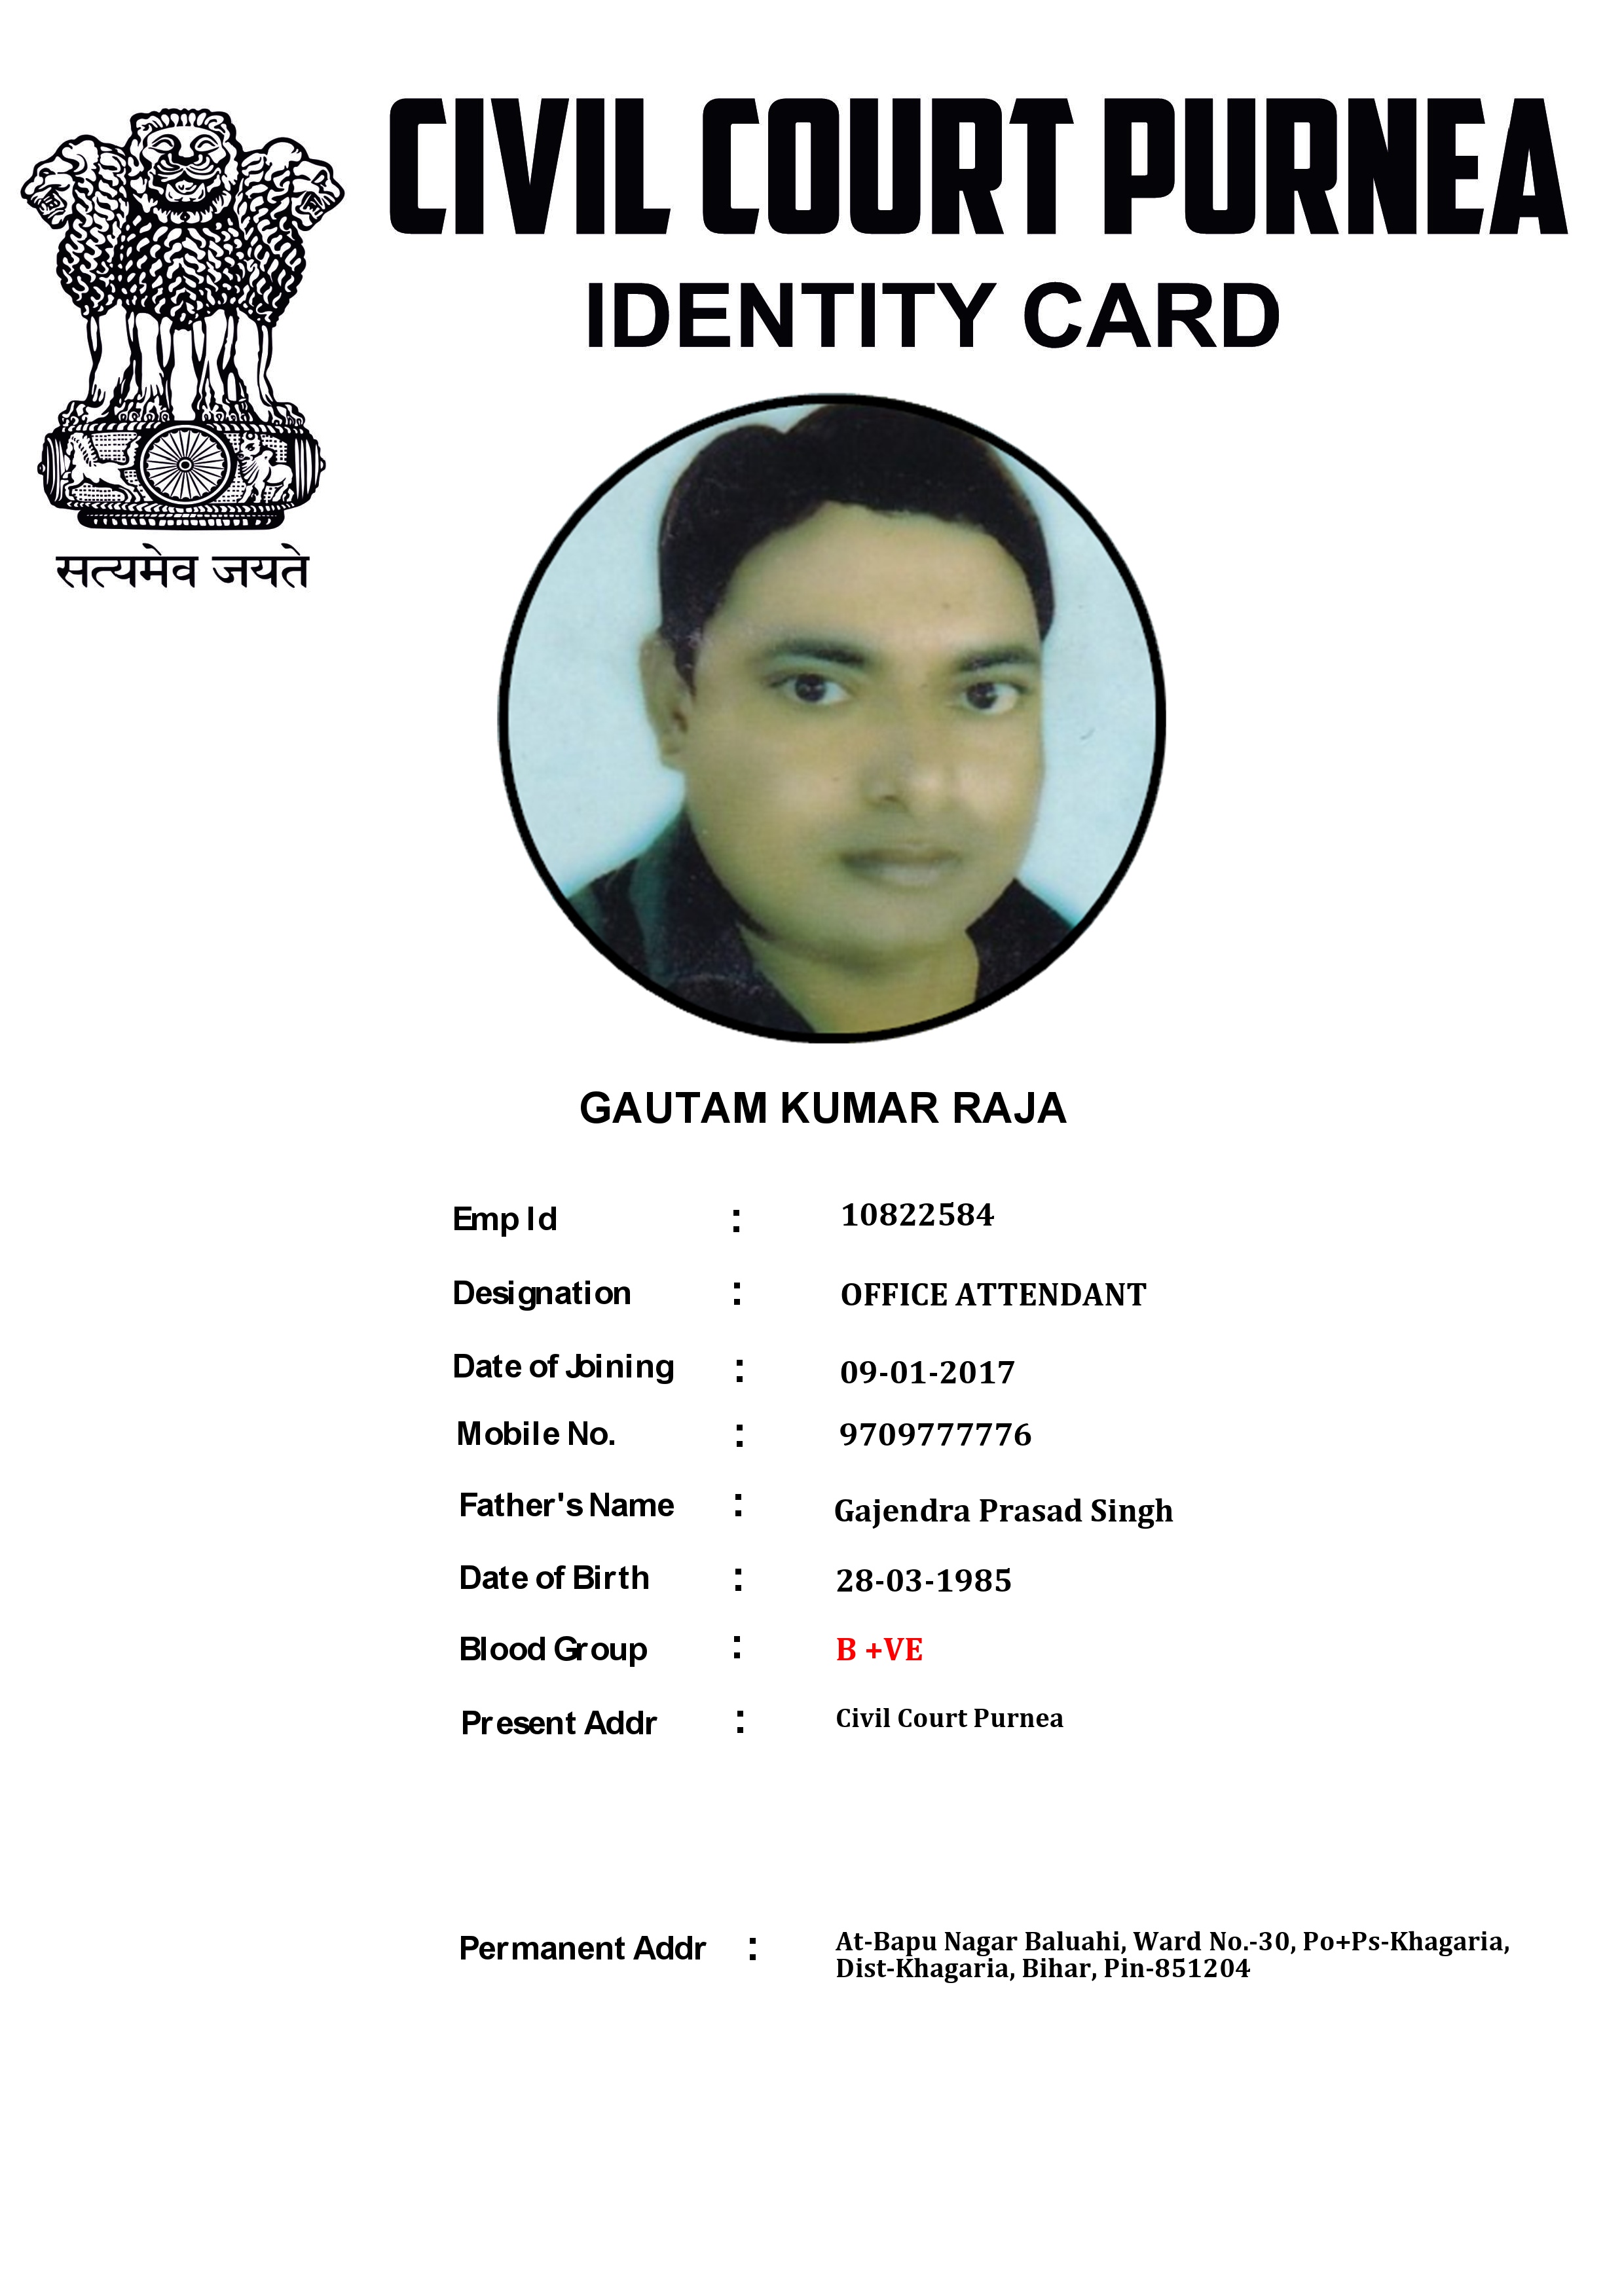 CIVIL COURT PURNEA
IDENTITY CARD
सत्यमेव जयते
GAUTAM KUMAR RAJA
Emp Id : 10822584
Designation : OFFICE ATTENDANT
Date of Joining : 09-01-2017
Mobile No. : 9709777776
Father's Name : Gajendra Prasad Singh
Date of Birth : 28-03-1985
Blood Group : B +VE
Present Addr : Civil Court Purnea
Permanent Addr : At-Bapu Nagar Baluahi, Ward No.-30, Po+Ps-Khagaria,
Dist-Khagaria, Bihar, Pin-851204